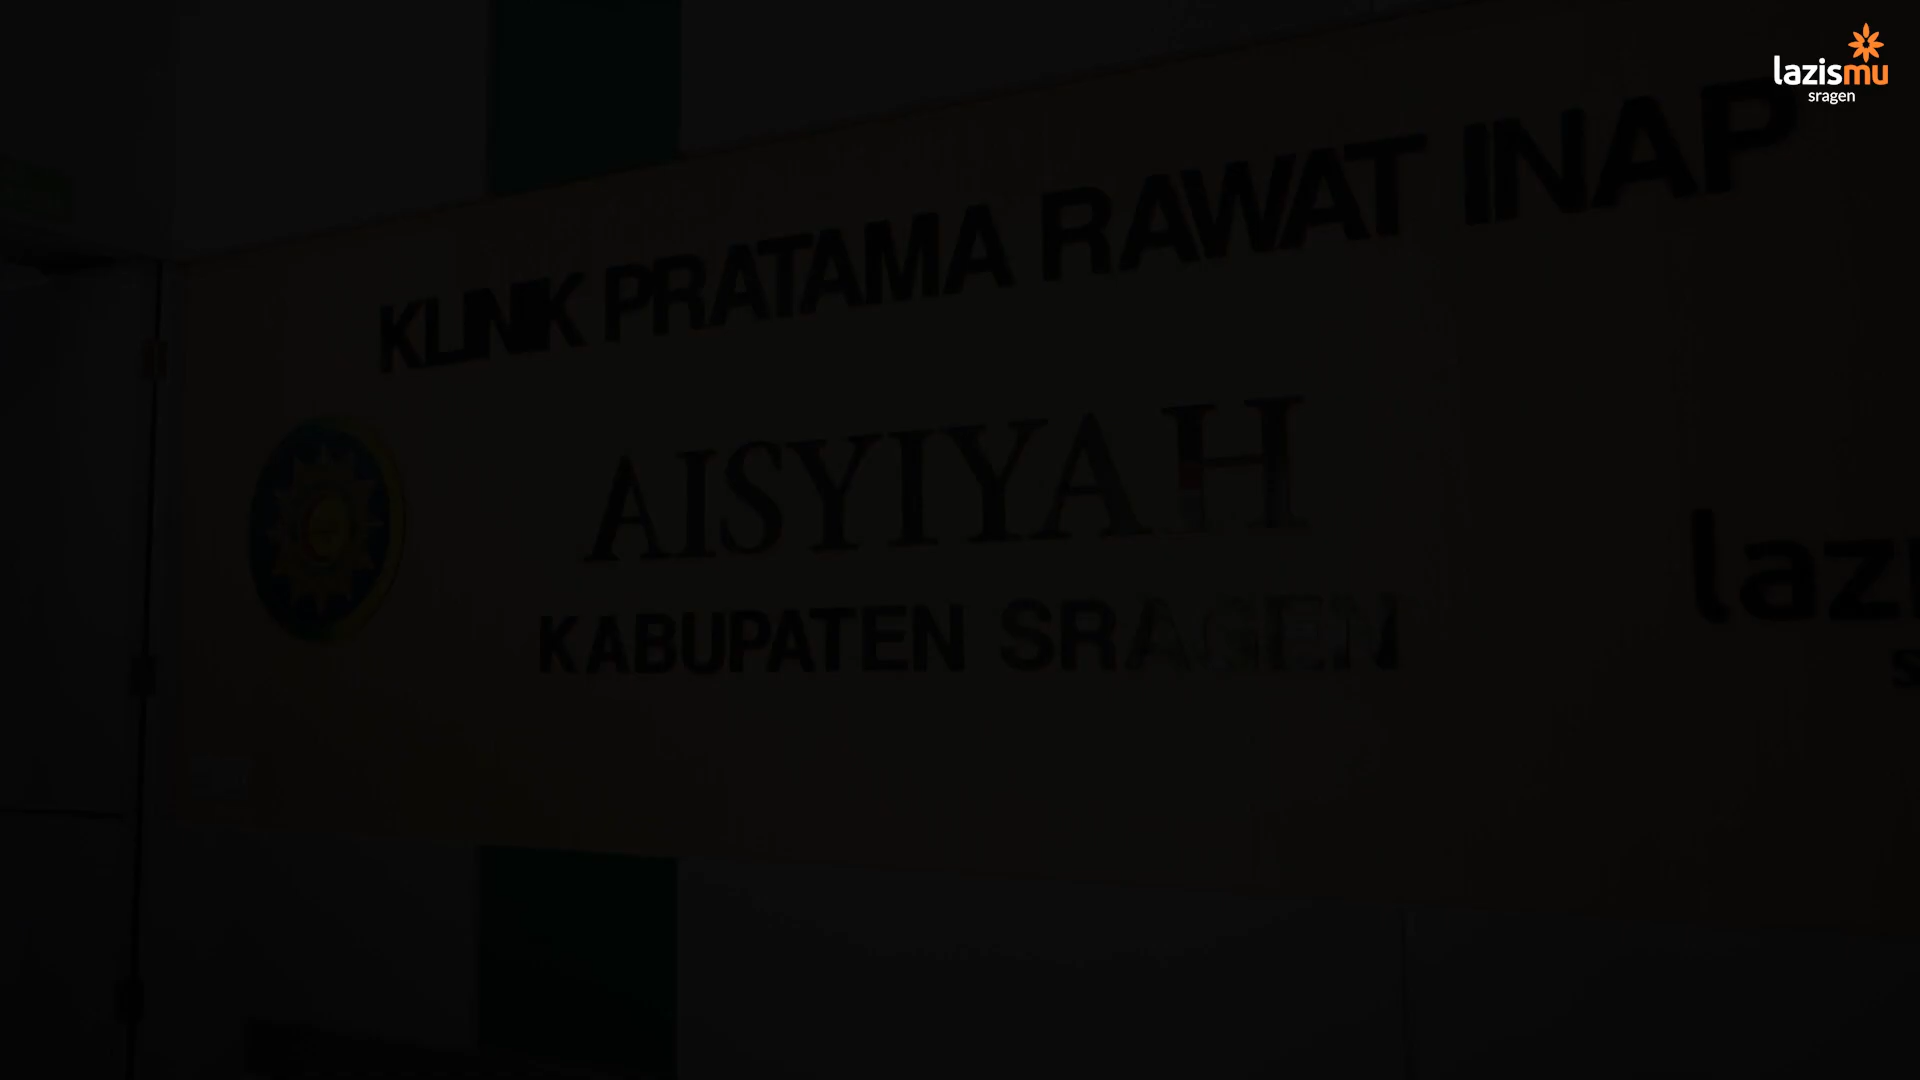 lazismu
sragen
KLINIK PRATAMA RAWAT INAP
AISYIYAH
KABUPATEN SRAGEN